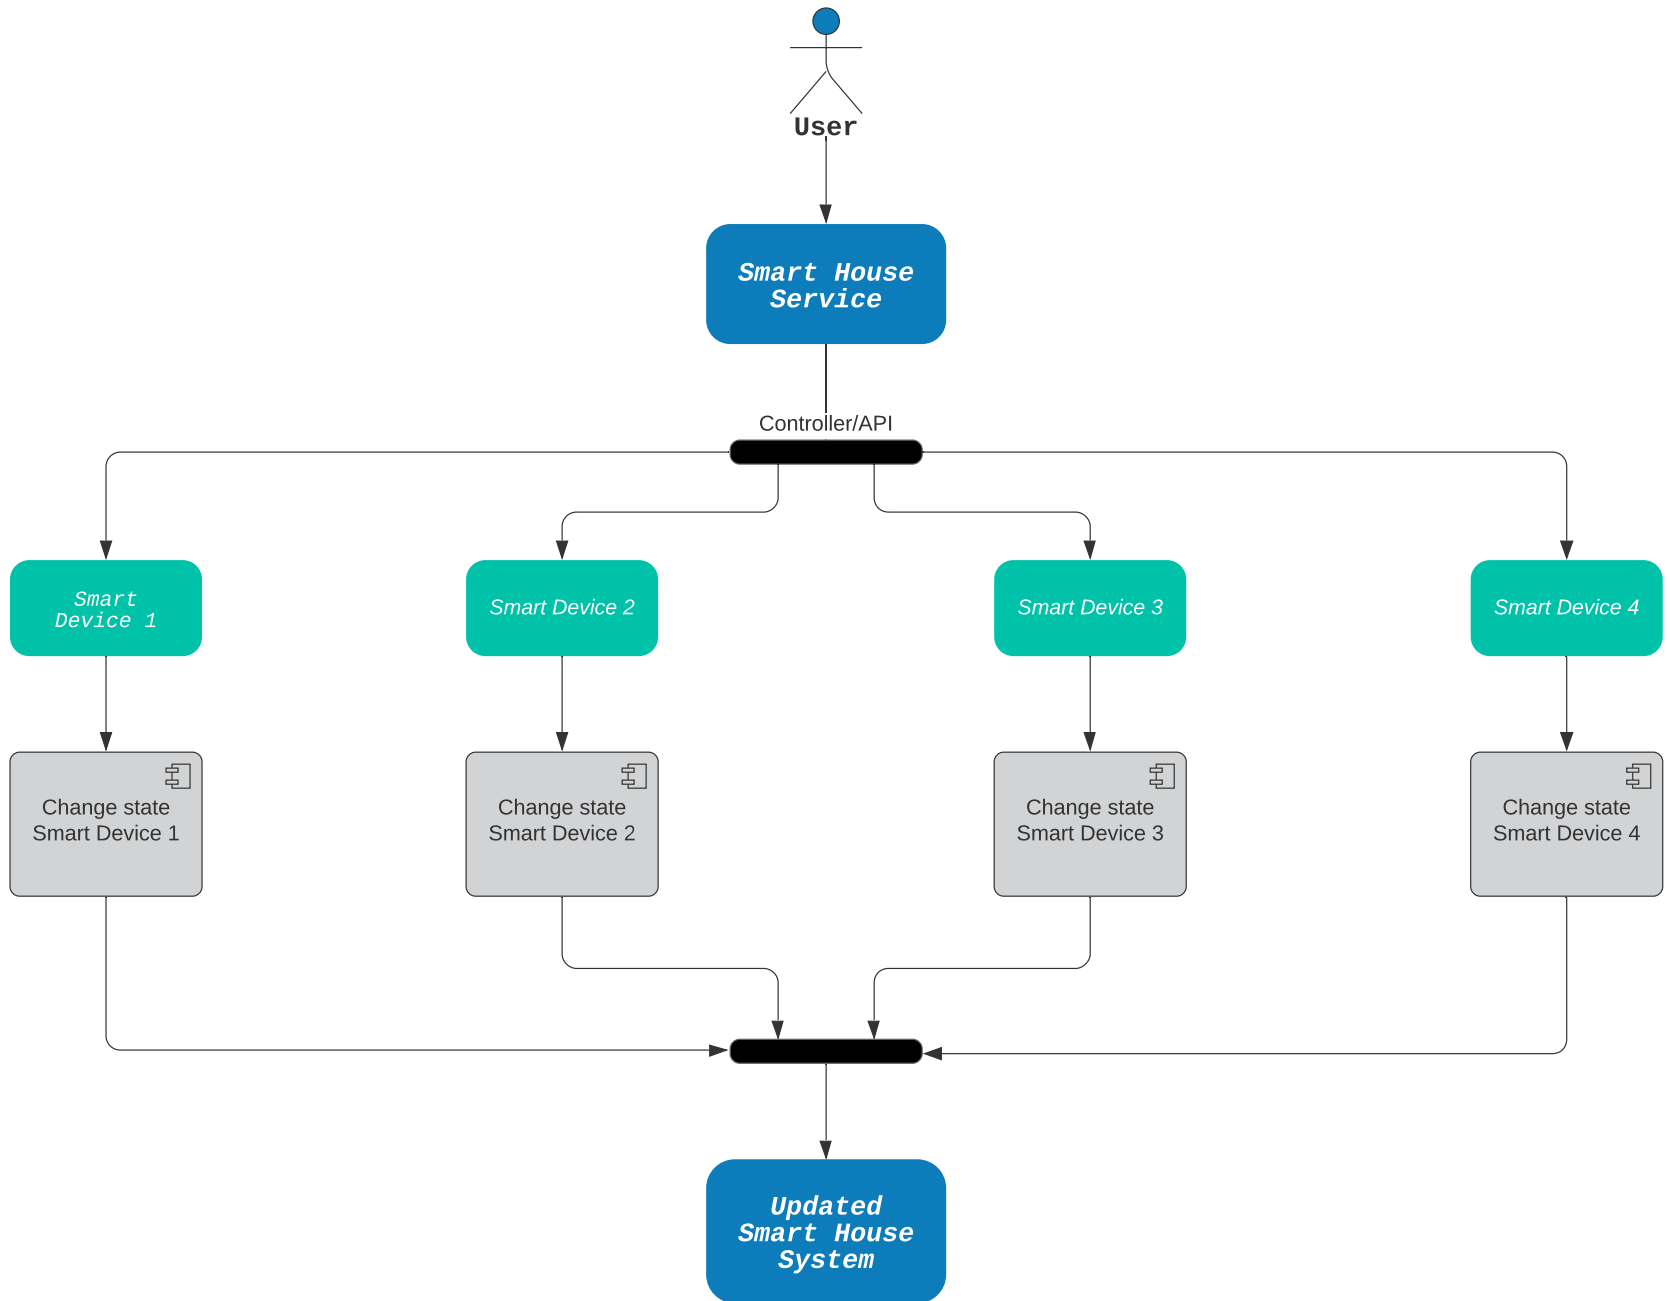 User
Smart House
Service
Controller/API
Smart
Device 1
Smart Device 2
Smart Device 3
Smart Device 4
Change state
Smart Device 1
Change state
Smart Device 2
Change state
Smart Device 3
Change state
Smart Device 4
Updated
Smart House
System